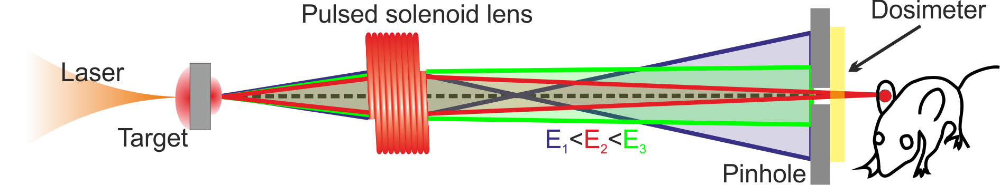 Pulsed solenoid lens
Dosimeter
Laser
Target
E₁<E₂<E₃
Pinhole